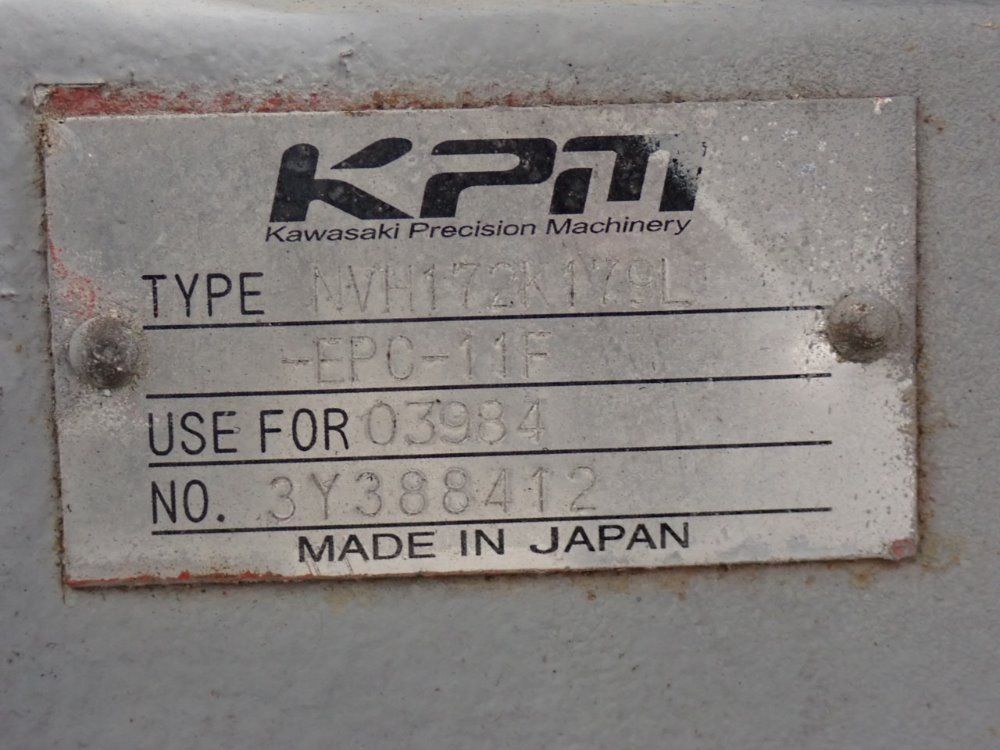 KPM
Kawasaki Precision Machinery
TYPE NVH172K179L
-EPC-11F
USE FOR 03984
NO. 3Y388412
MADE IN JAPAN